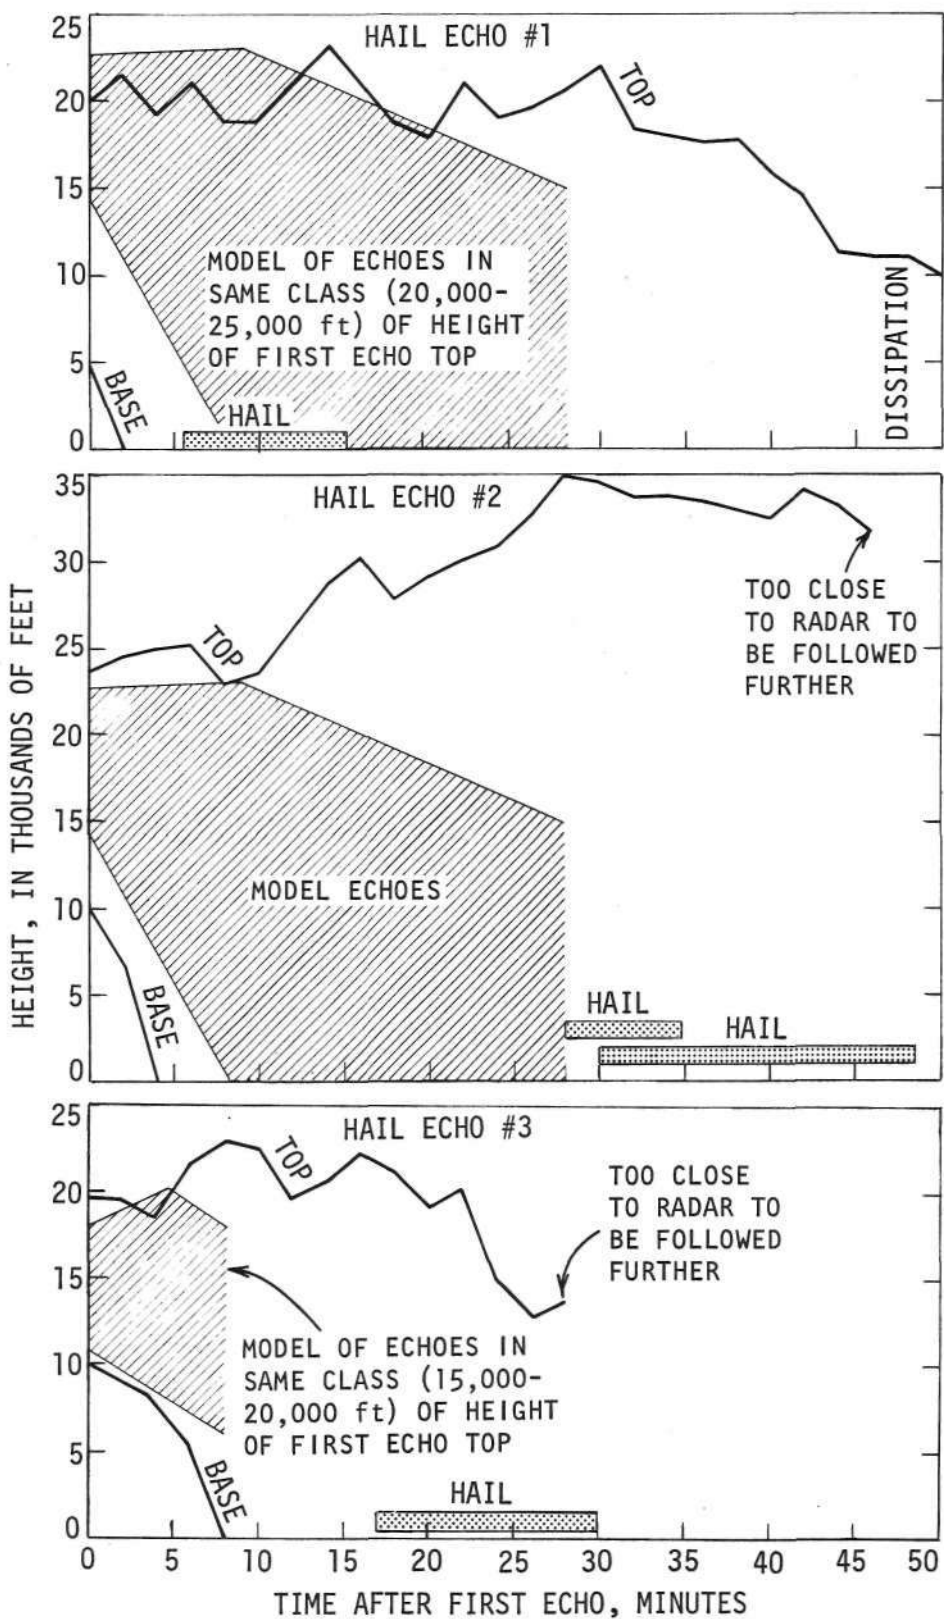 HAIL ECHO #1
25
20
15
10
5
0
TOP
BASE
MODEL OF ECHOES IN
SAME CLASS (20,000-
25,000 ft) OF HEIGHT
OF FIRST ECHO TOP
HAIL
DISSIPATION
HAIL ECHO #2
35
30
25
20
15
10
5
0
TOP
BASE
MODEL ECHOES
TOO CLOSE
TO RADAR TO
BE FOLLOWED
FURTHER
HAIL
HAIL
HEIGHT, IN THOUSANDS OF FEET
HAIL ECHO #3
25
20
15
10
5
0
TOP
BASE
TOO CLOSE
TO RADAR TO
BE FOLLOWED
FURTHER
MODEL OF ECHOES IN
SAME CLASS (15,000-
20,000 ft) OF HEIGHT
OF FIRST ECHO TOP
HAIL
0 5 10 15 20 25 30 35 40 45 50
TIME AFTER FIRST ECHO, MINUTES